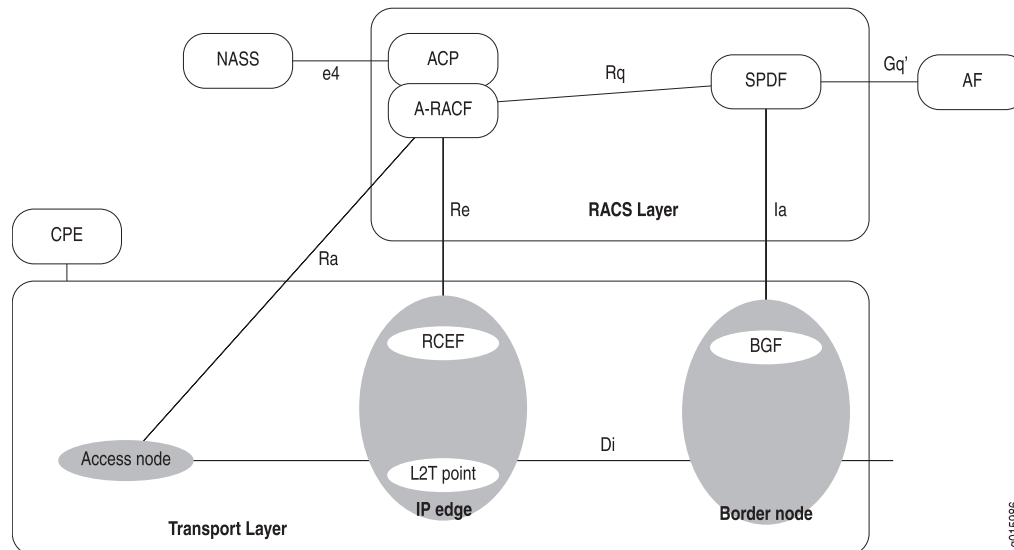 NASS
e4
ACP
A-RACF
Rq
SPDF
Gq’
AF
CPE
Ra
Re
RACS Layer
Ia
RCEF
BGF
Access node
L2T point
Di
IP edge
Border node
Transport Layer
g015986